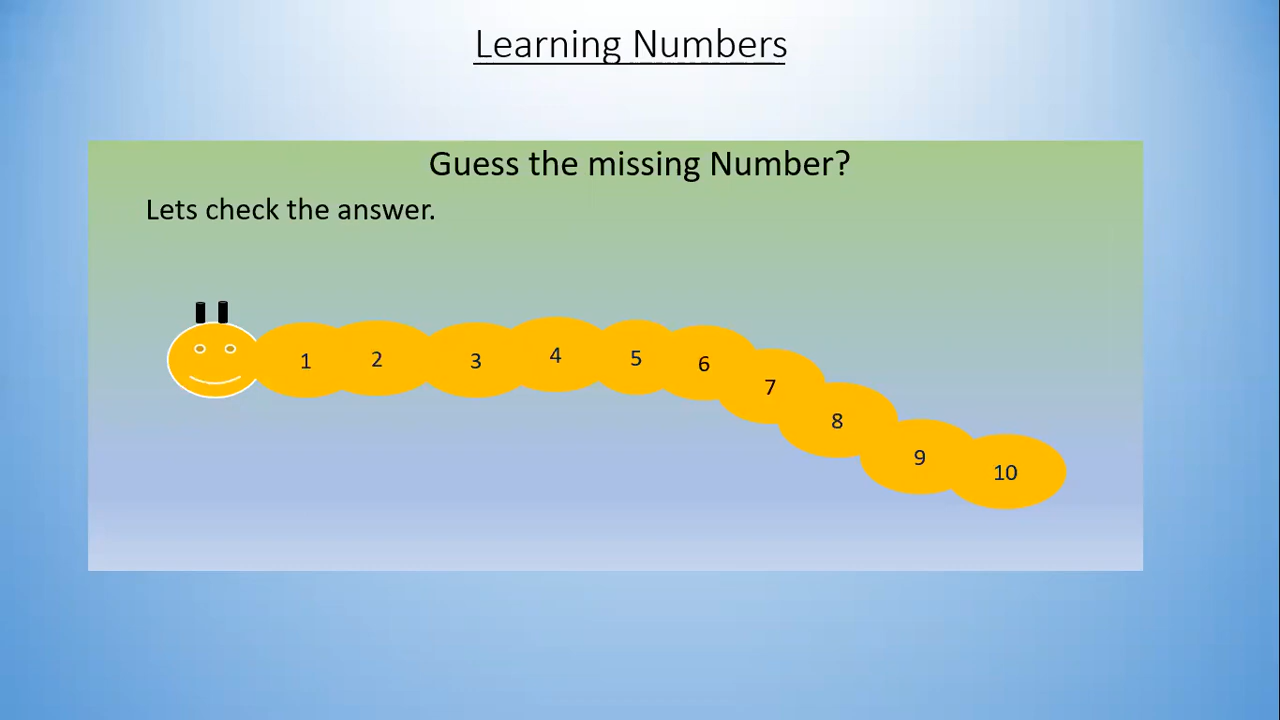 Learning Numbers
Guess the missing Number?
Lets check the answer.
1 2 3 4 5 6 7 8 9 10